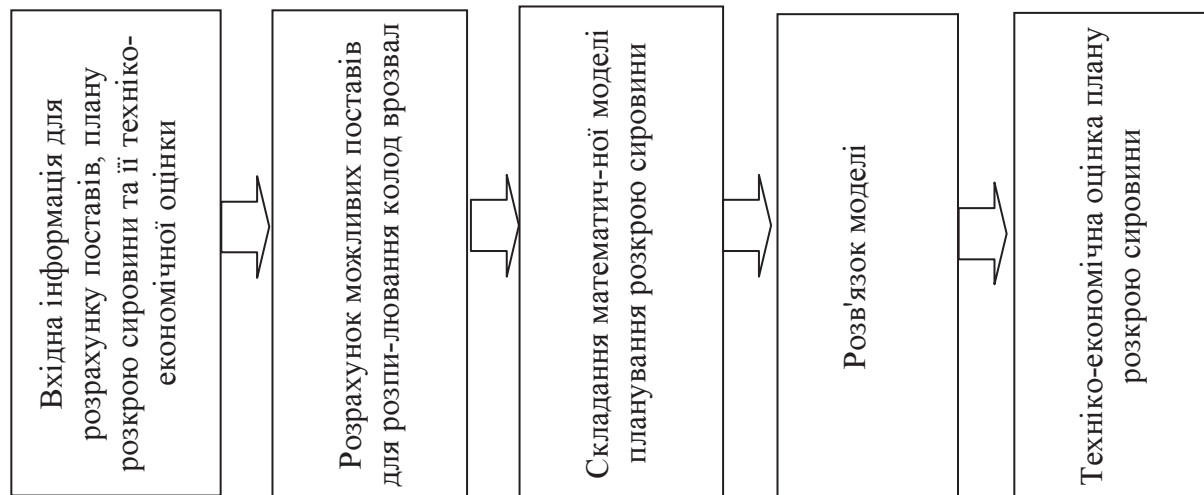 Вхідна інформація для
розрахунку поставів, плану
розкрою сировини та її техніко-
економічної оцінки
Розрахунок можливих поставів
для розпи-лювання колод врозвал
Складання математич-ної моделі
планування розкрою сировини
Розв'язок моделі
Техніко-економічна оцінка плану
розкрою сировини